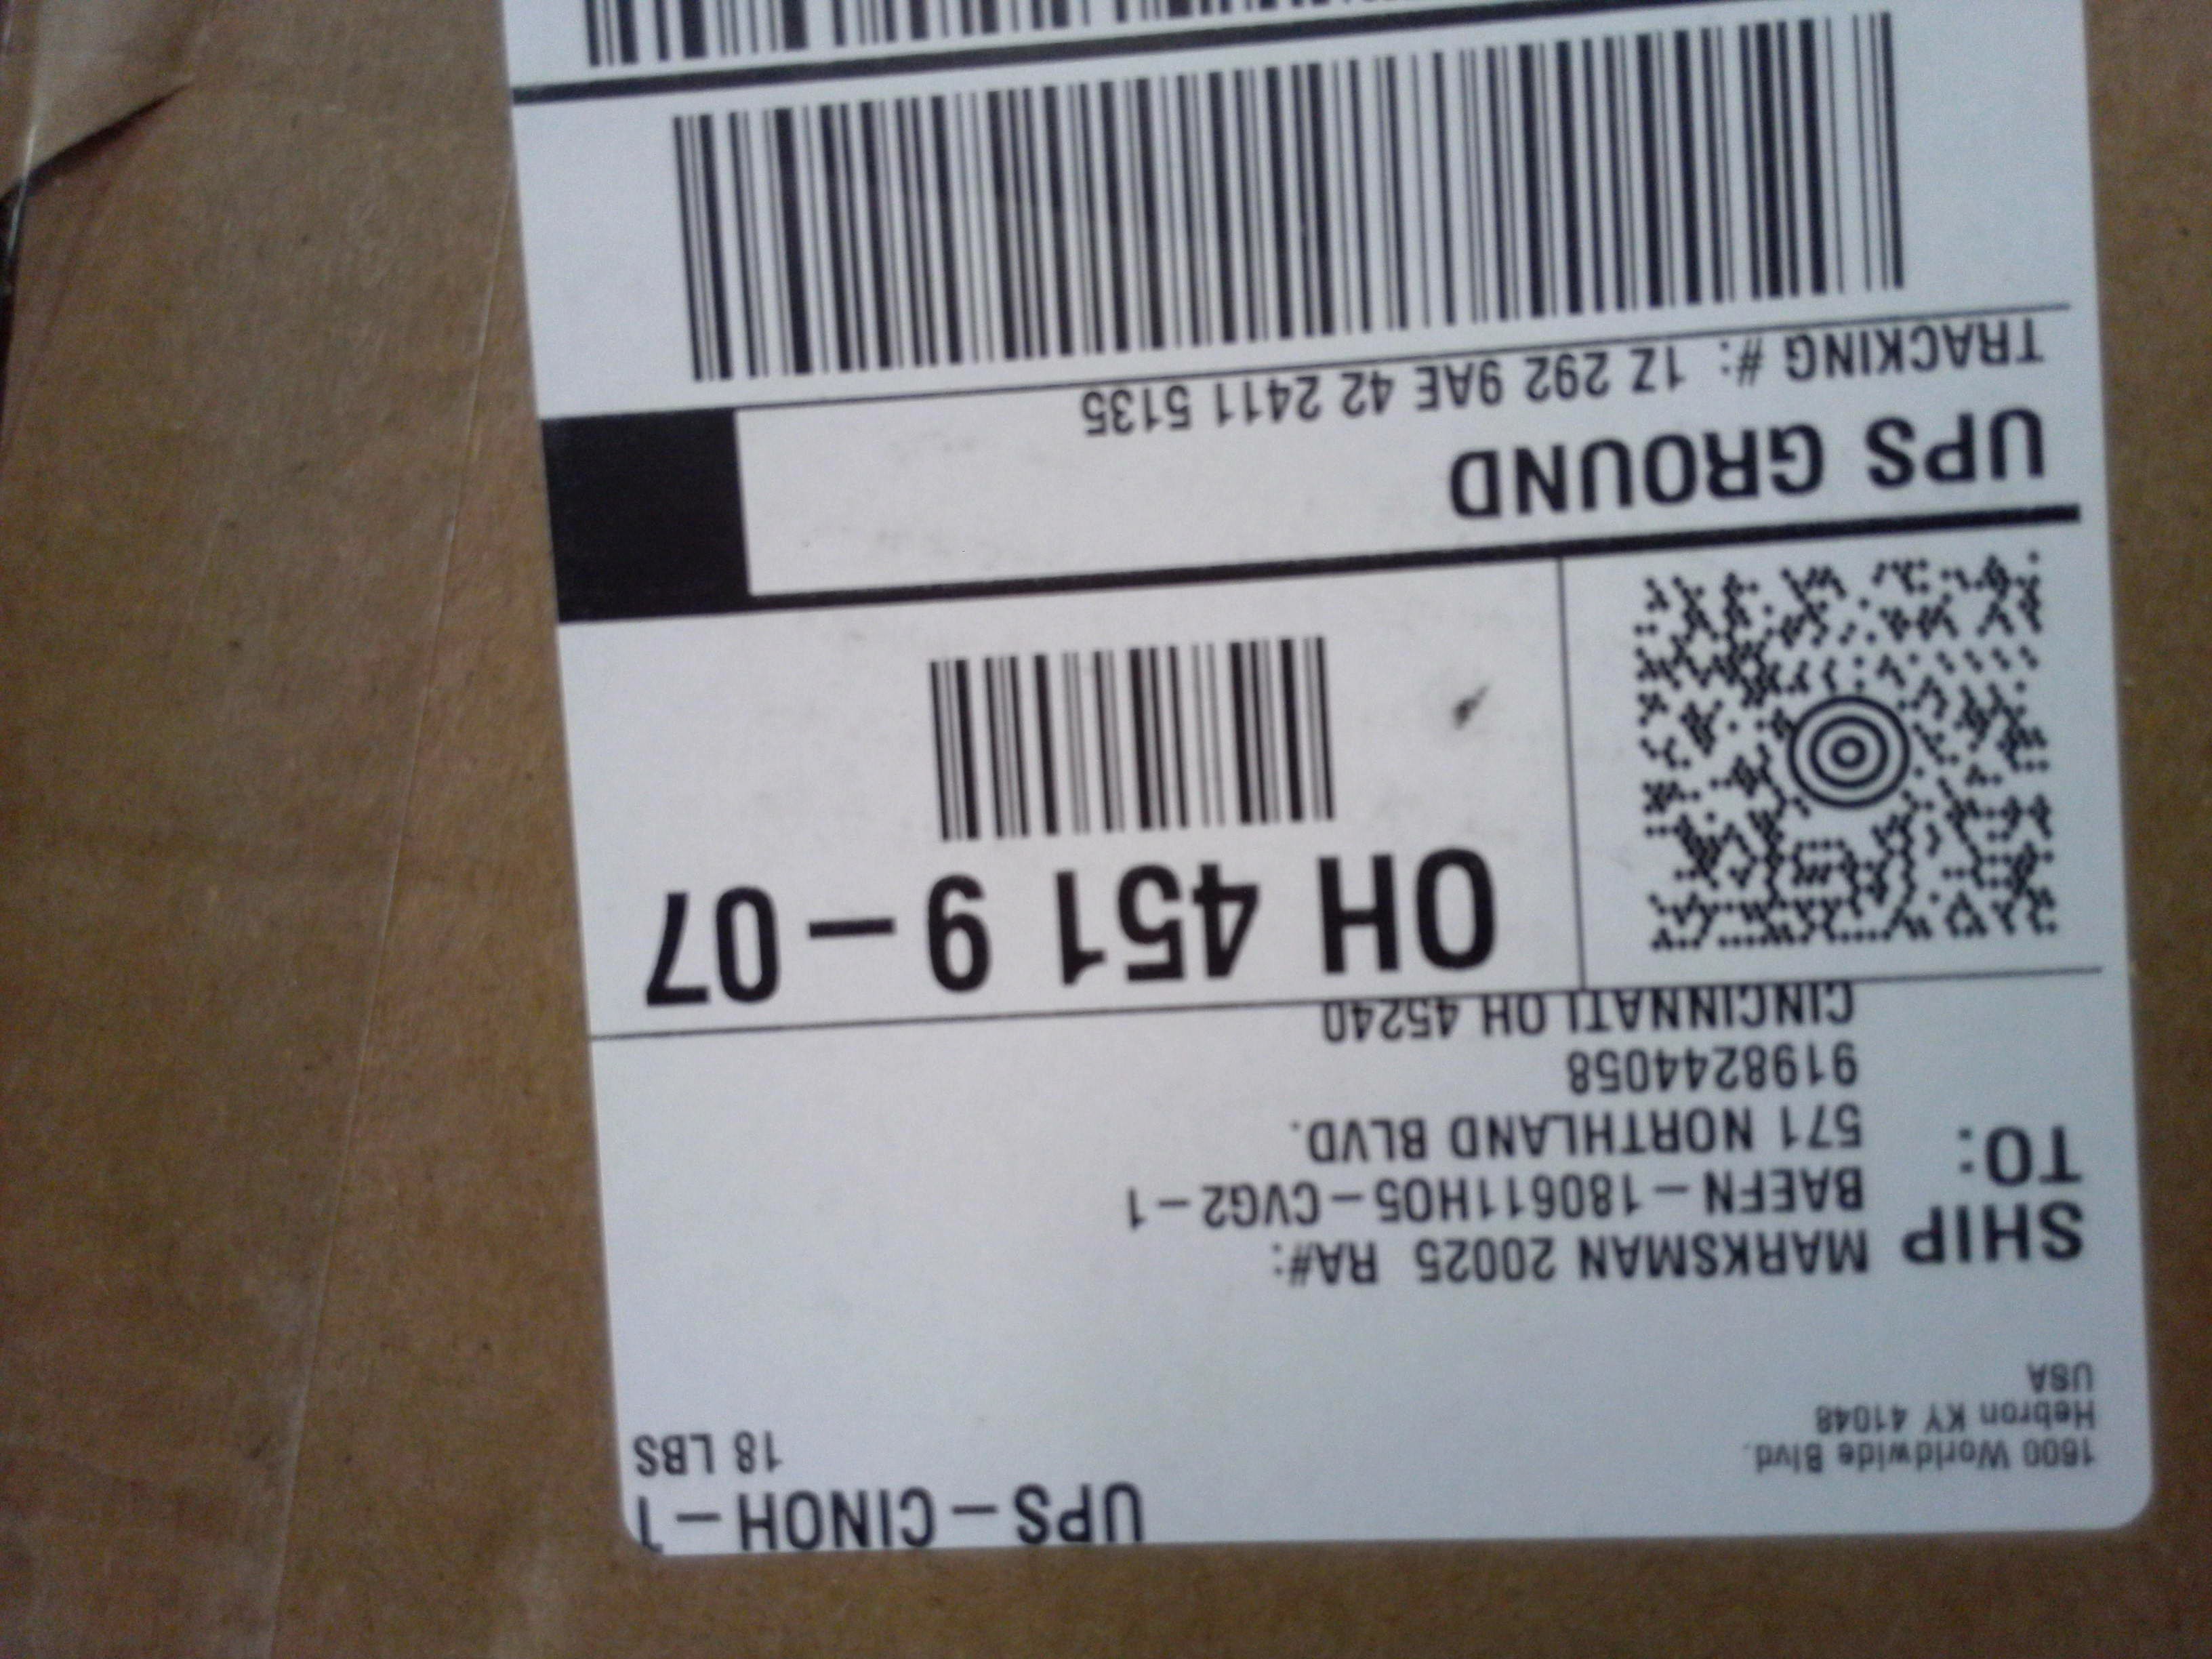 UPS-CINOH-1
18 LBS
1600 Worldwide Blvd.
Hebron KY 41048
USA
SHIP TO:
MARKSMAN 20025 RA#:
BAEFN-180611H05-CVG2-1
571 NORTHLAND BLVD.
9198244058
CINCINNATI OH 45240
OH 451 9-07
UPS GROUND
TRACKING #: 1Z 292 9AE 42 2411 5135